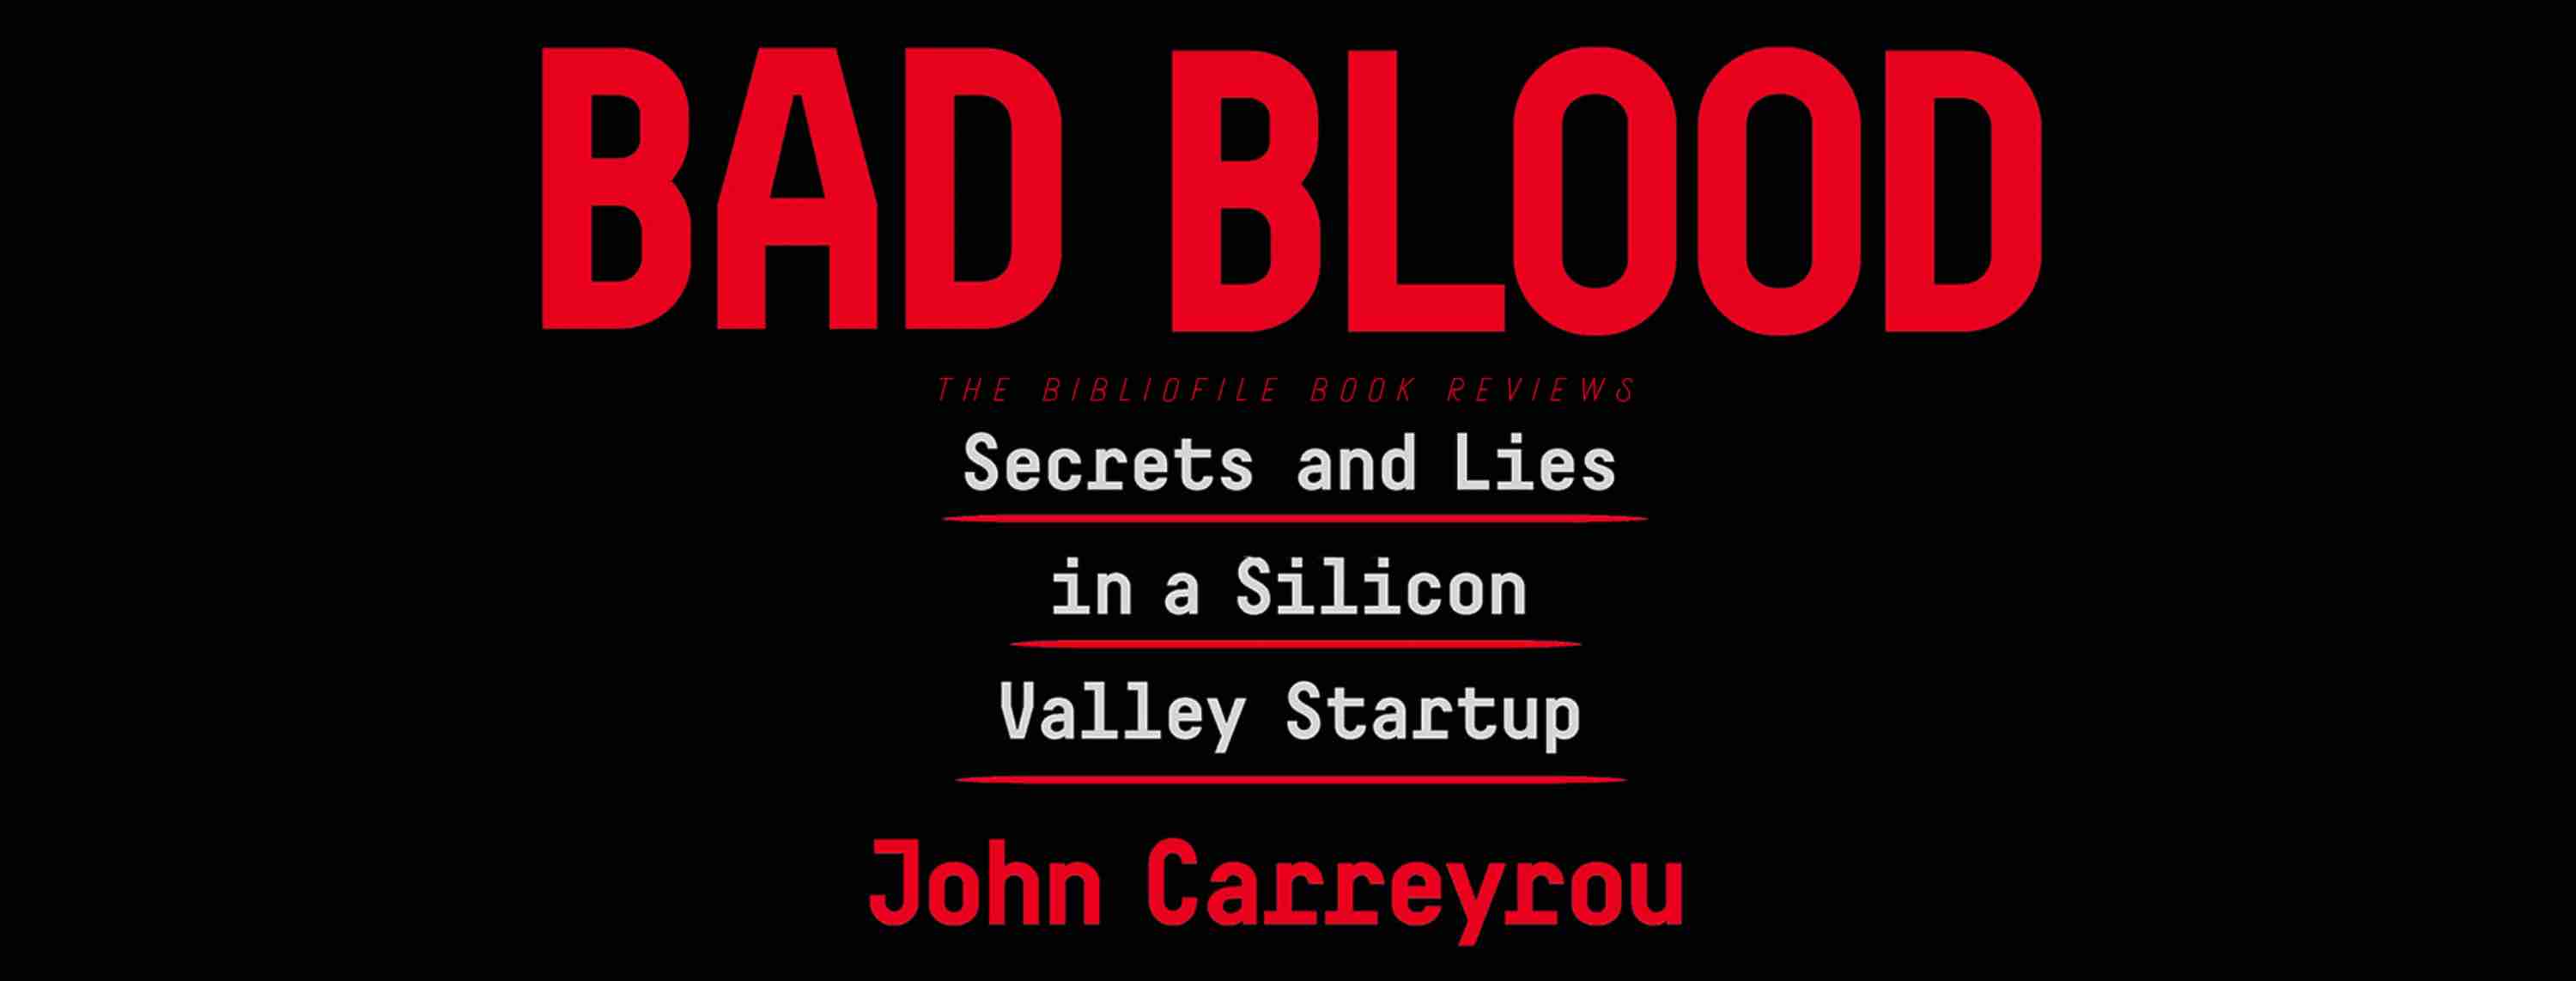 BAD BLOOD
THE BIBLIOFILE BOOK REVIEWS
Secrets and Lies
in a Silicon
Valley Startup
John Carreyrou